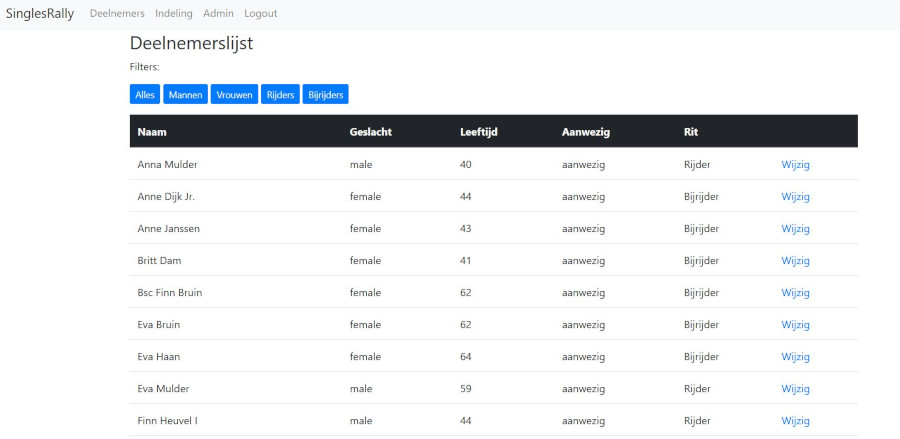 SinglesRally Deelnemers Indeling Admin Logout
Deelnemerslijst
Filters:
Alles Mannen Vrouwen Rijders Bijrijders
Naam Geslacht Leeftijd Aanwezig Rit
Anna Mulder male 40 aanwezig Rijder Wijzig
Anne Dijk Jr. female 44 aanwezig Bijrijder Wijzig
Anne Janssen female 43 aanwezig Bijrijder Wijzig
Britt Dam female 41 aanwezig Bijrijder Wijzig
Bsc Finn Bruin female 62 aanwezig Bijrijder Wijzig
Eva Bruin female 62 aanwezig Bijrijder Wijzig
Eva Haan female 64 aanwezig Bijrijder Wijzig
Eva Mulder male 59 aanwezig Rijder Wijzig
Finn Heuvel I male 44 aanwezig Rijder Wijzig